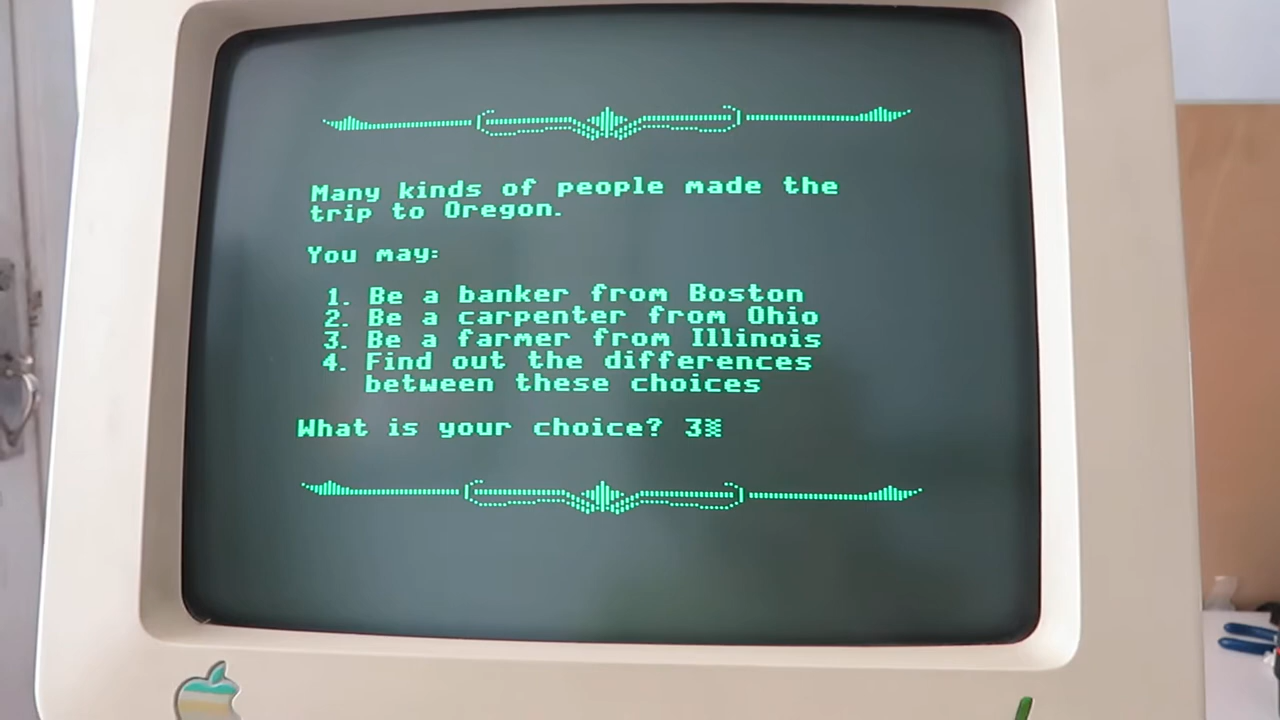 Many kinds of people made the
trip to Oregon.
You may:
1. Be a banker from Boston
2. Be a carpenter from Ohio
3. Be a farmer from Illinois
4. Find out the differences
between these choices
What is your choice? 3